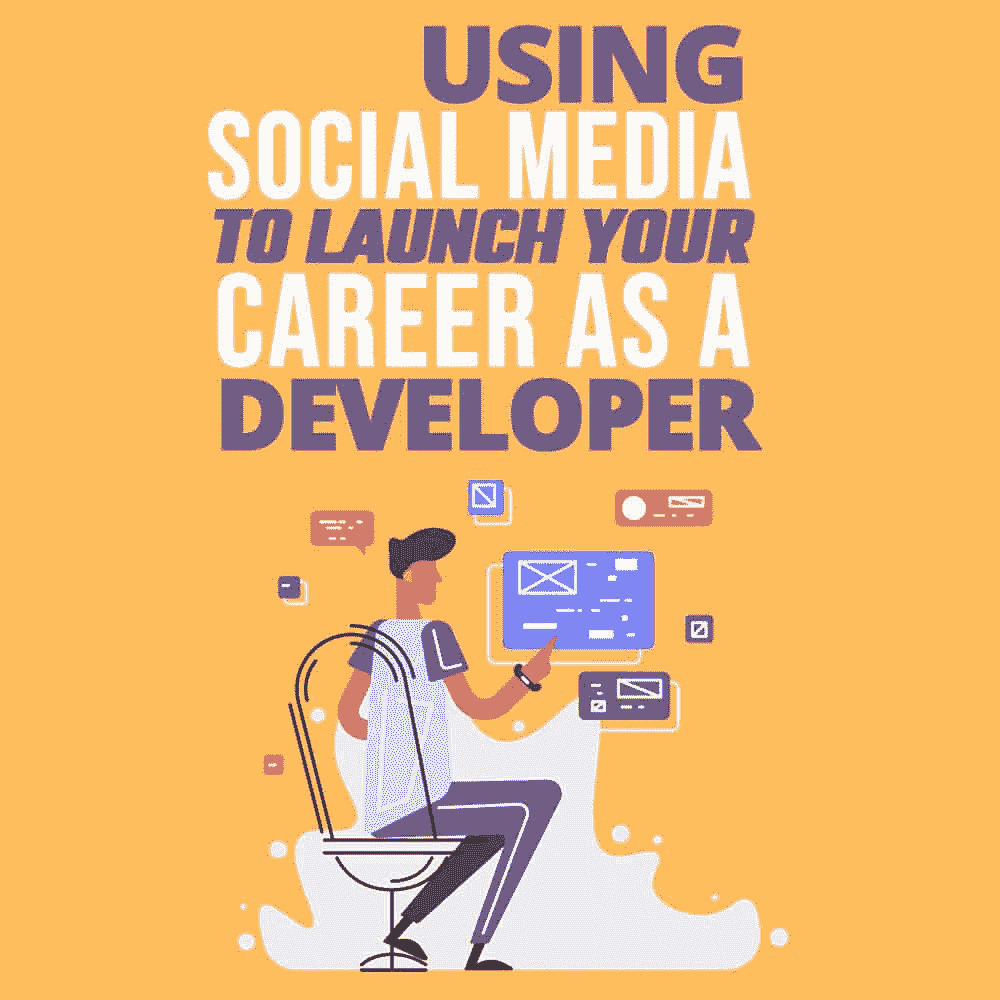 USING
SOCIAL MEDIA
TO LAUNCH YOUR
CAREER AS A
DEVELOPER